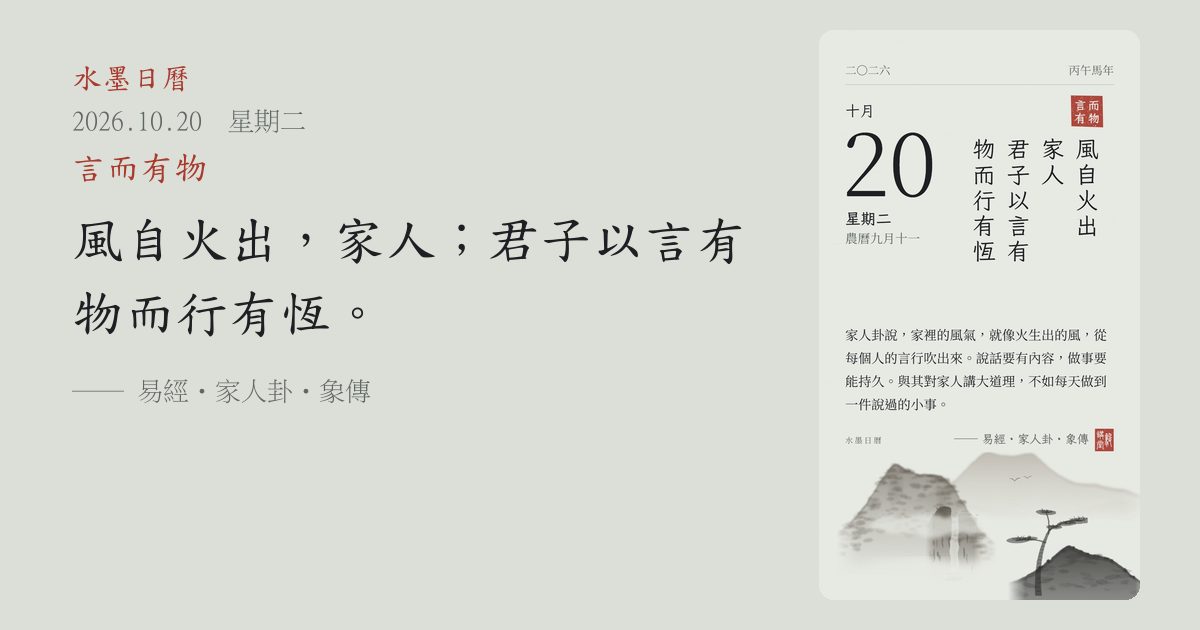 水墨日曆
2026.10.20 星期二
言而有物
風自火出，家人；君子以言有
物而行有恆。
—— 易經・家人卦・象傳
二〇二六
丙午馬年
十月
20
星期二
農曆九月十一
言而
有物
風自火出
家人
君子以言有
物而行有恆
家人卦說，家裡的風氣，就像火生出的風，從
每個人的言行吹出來。說話要有內容，做事要
能持久。與其對家人講大道理，不如每天做到
一件說過的小事。
水墨日曆
—— 易經・家人卦・象傳